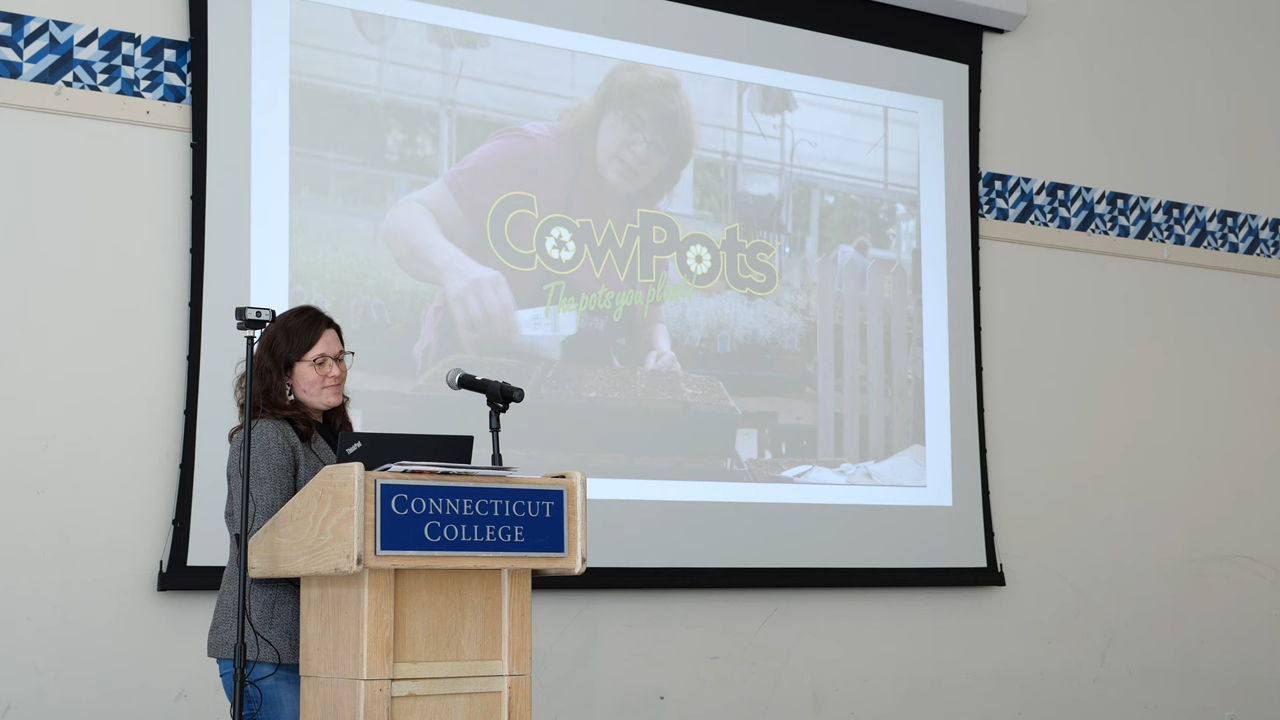 CowPots
The pots you plant!
ThinkPad
CONNECTICUT
COLLEGE